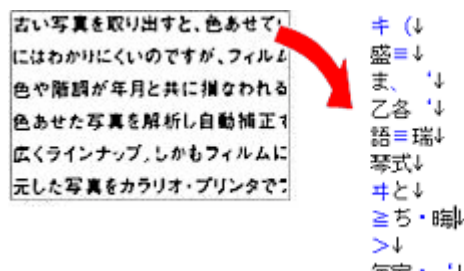 古い写真を取り出すと、色あせてい
にはわかりにくいのですが、フィルム
色や階調が年月と共に損なわれる
色あせた写真を解析し自動補正す
広くラインナップ。しかもフィルムに
元した写真をカラリオ・プリンタでプ
キ (↓
盛≡↓
ま、 ‘↓
乙各 ‘↓
語≡瑞↓
琴式↓
ヰと↓
≧ち・晦↓
>↓